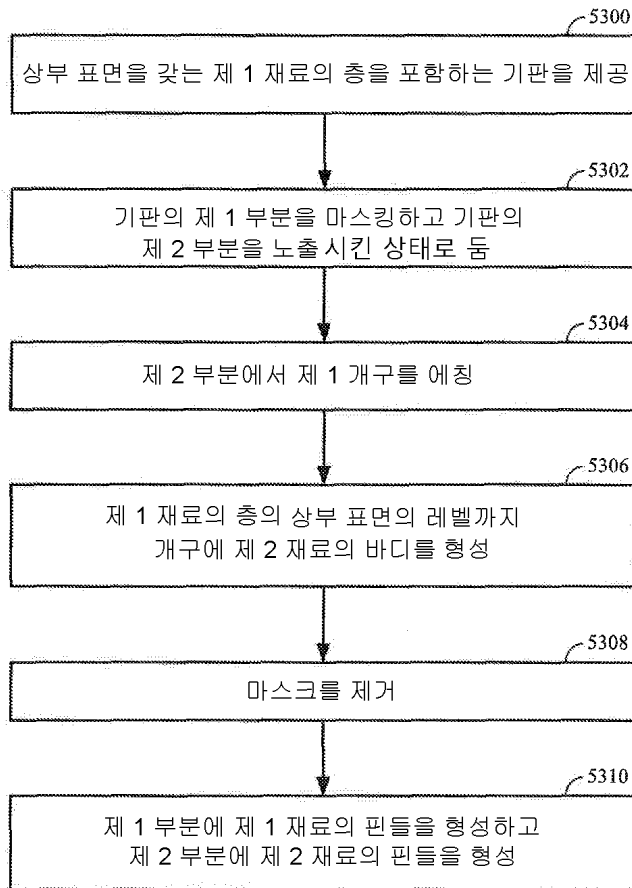 5300
상부 표면을 갖는 제 1 재료의 층을 포함하는 기판을 제공
5302
기판의 제 1 부분을 마스킹하고 기판의
제 2 부분을 노출시킨 상태로 둠
5304
제 2 부분에서 제 1 개구를 에칭
5306
제 1 재료의 층의 상부 표면의 레벨까지
개구에 제 2 재료의 바디를 형성
5308
마스크를 제거
5310
제 1 부분에 제 1 재료의 핀들을 형성하고
제 2 부분에 제 2 재료의 핀들을 형성